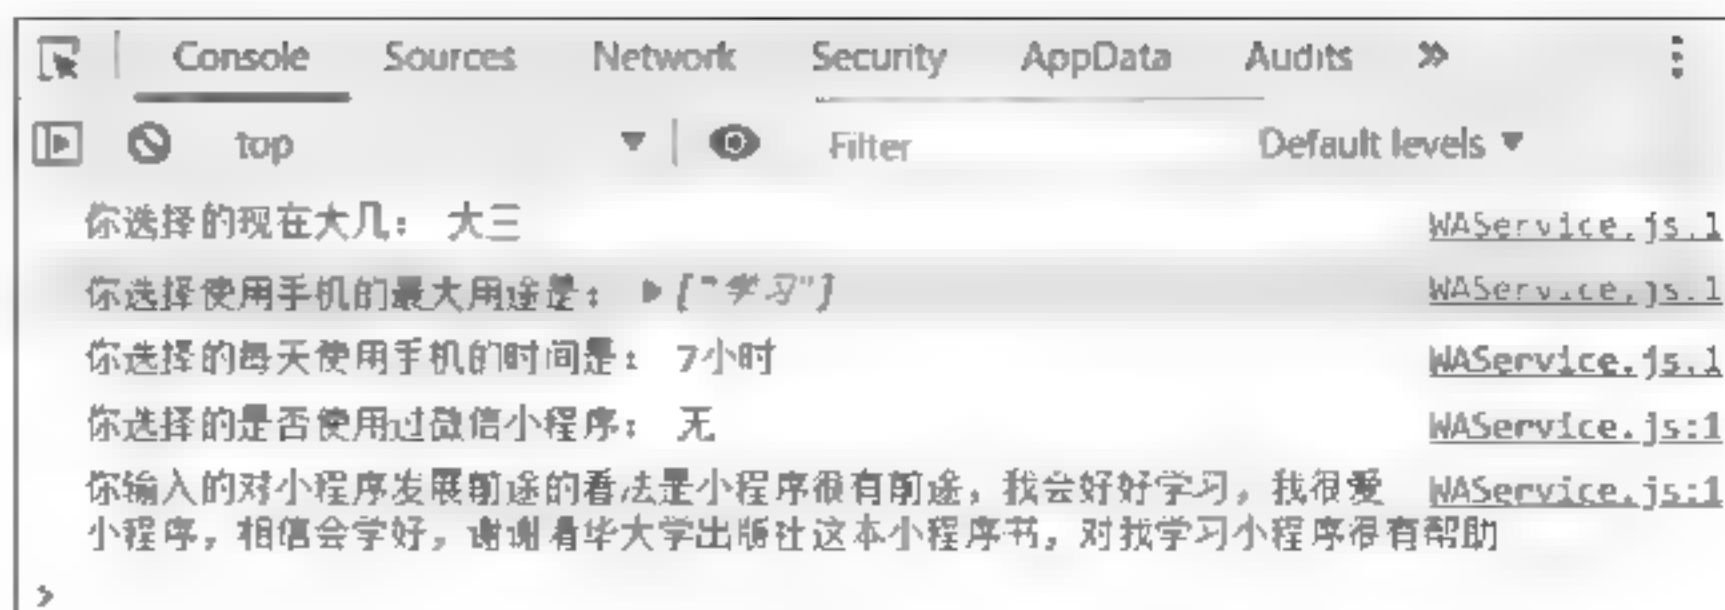 Console Sources Network Security AppData Audits »
top ▼ Filter Default levels ▼
你选择的现在大几： 大三 WAService.js:1
你选择使用手机的最大用途是： ▶ ["学习"] WAService.js:1
你选择的每天使用手机的时间是： 7小时 WAService.js:1
你选择的是否使用过微信小程序： 无 WAService.js:1
你输入的对小程序发展前途的看法是小程序很有前途，我会好好学习，我很爱 WAService.js:1
小程序，相信会学好，谢谢清华大学出版社这本小程序书，对我学习小程序很有帮助